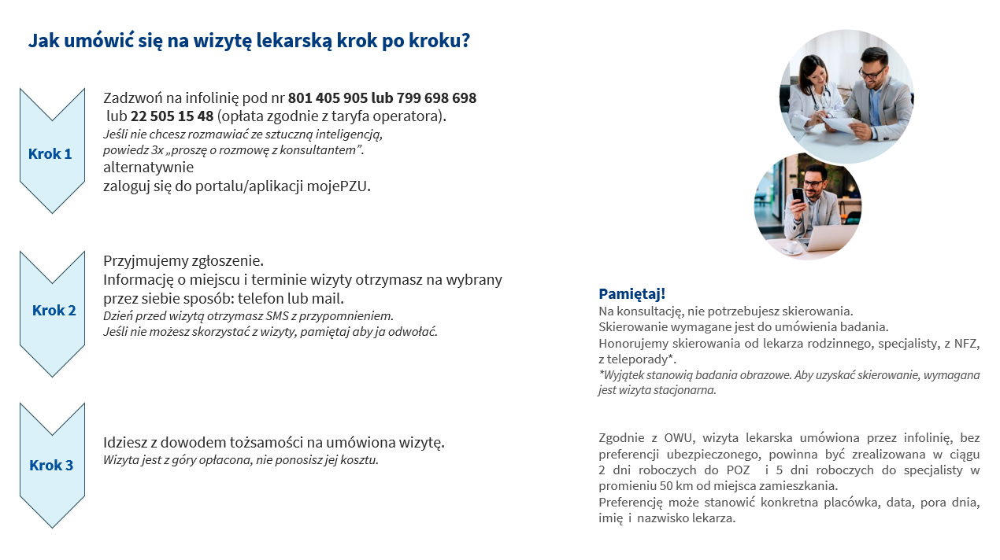 Jak umówić się na wizytę lekarską krok po kroku?
Krok 1
Zadzwoń na infolinię pod nr 801 405 905 lub 799 698 698
lub 22 505 15 48 (opłata zgodnie z taryfa operatora).
Jeśli nie chcesz rozmawiać ze sztuczną inteligencją,
powiedz 3x „proszę o rozmowę z konsultantem”.
alternatywnie
zaloguj się do portalu/aplikacji mojePZU.
Krok 2
Przyjmujemy zgłoszenie.
Informację o miejscu i terminie wizyty otrzymasz na wybrany
przez siebie sposób: telefon lub mail.
Dzień przed wizytą otrzymasz SMS z przypomnieniem.
Jeśli nie możesz skorzystać z wizyty, pamiętaj aby ja odwołać.
Krok 3
Idziesz z dowodem tożsamości na umówiona wizytę.
Wizyta jest z góry opłacona, nie ponosisz jej kosztu.
Pamiętaj!
Na konsultację, nie potrzebujesz skierowania.
Skierowanie wymagane jest do umówienia badania.
Honorujemy skierowania od lekarza rodzinnego, specjalisty, z NFZ,
z teleporady*.
*Wyjątek stanowią badania obrazowe. Aby uzyskać skierowanie, wymagana
jest wizyta stacjonarna.
Zgodnie z OWU, wizyta lekarska umówiona przez infolinię, bez
preferencji ubezpieczonego, powinna być zrealizowana w ciągu
2 dni roboczych do POZ i 5 dni roboczych do specjalisty w
promieniu 50 km od miejsca zamieszkania.
Preferencję może stanowić konkretna placówka, data, pora dnia,
imię i nazwisko lekarza.